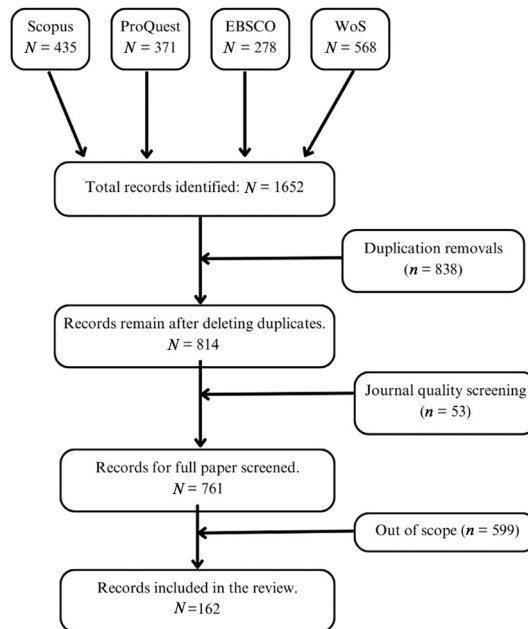 Scopus
N = 435
ProQuest
N = 371
EBSCO
N = 278
WoS
N = 568
Total records identified: N = 1652
Duplication removals
(n = 838)
Records remain after deleting duplicates.
N = 814
Journal quality screening
(n = 53)
Records for full paper screened.
N = 761
Out of scope (n = 599)
Records included in the review.
N=162